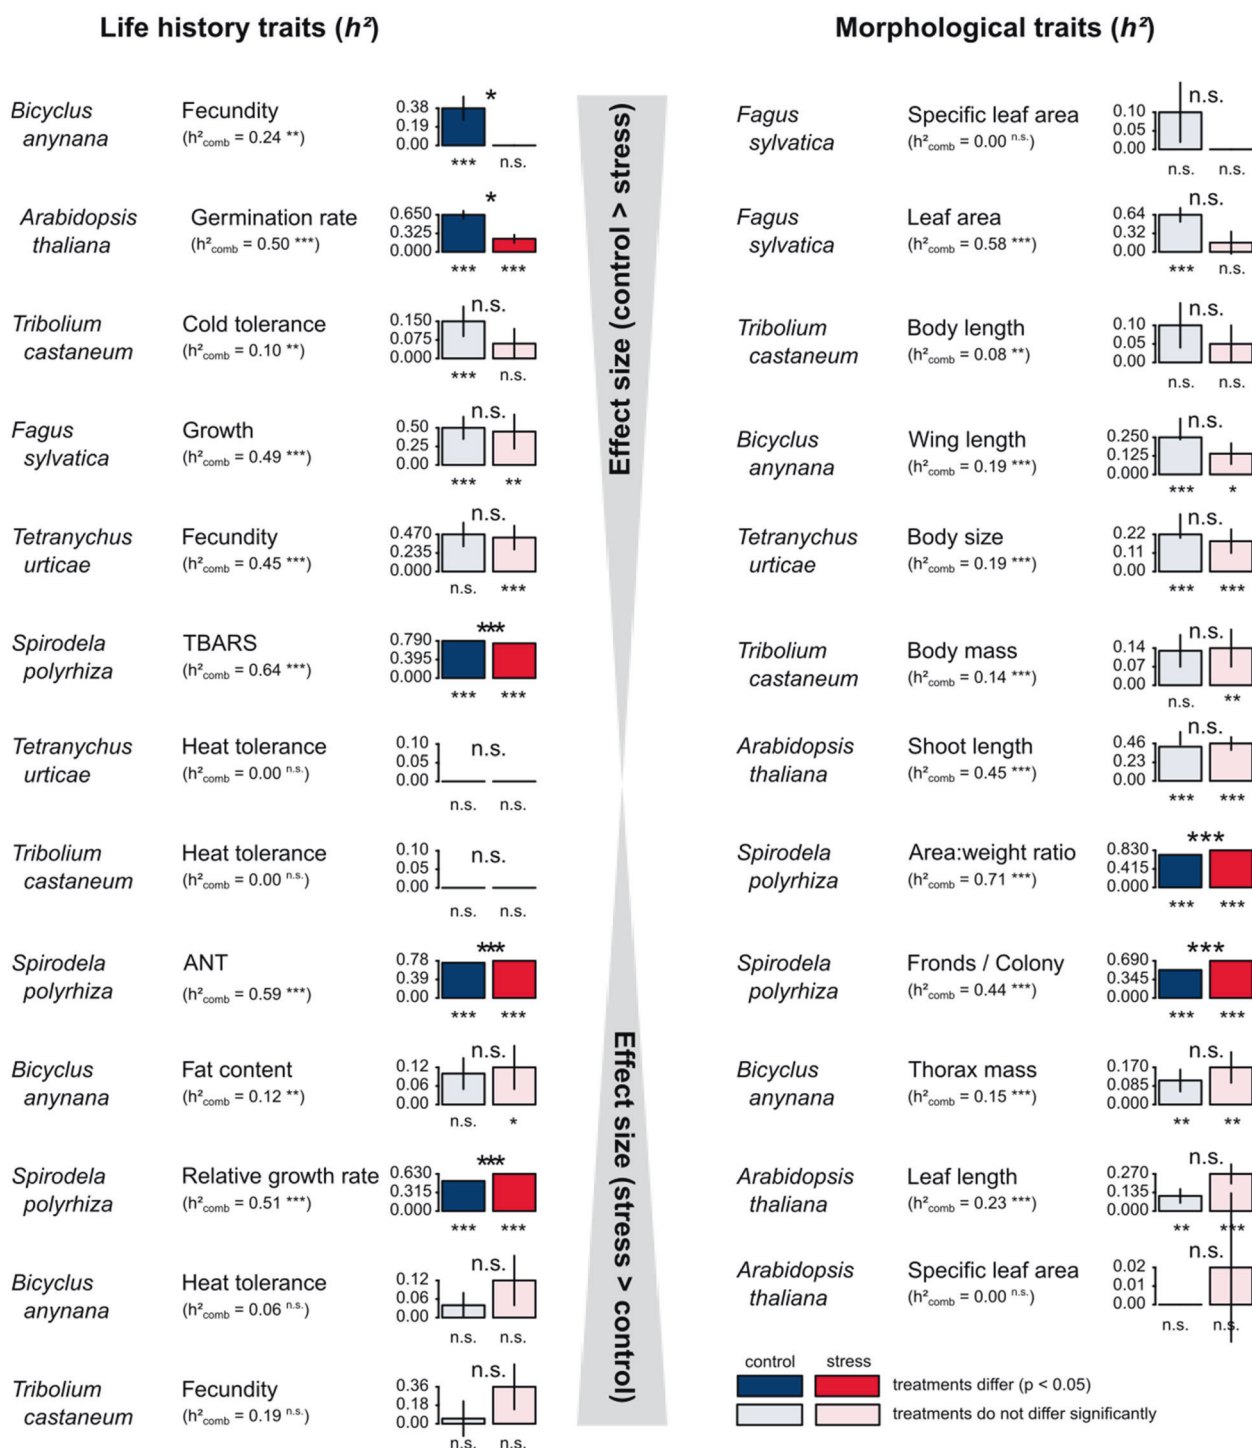 Life history traits (h²)
Bicyclus
anynana
Fecundity
(h²comb = 0.24 **)
0.38
0.19
0.00
*
***
n.s.
Arabidopsis
thaliana
Germination rate
(h²comb = 0.50 ***)
0.650
0.325
0.000
*
***
***
Tribolium
castaneum
Cold tolerance
(h²comb = 0.10 **)
0.150
0.075
0.000
n.s.
***
n.s.
Fagus
sylvatica
Growth
(h²comb = 0.49 ***)
0.50
0.25
0.00
n.s.
***
**
Tetranychus
urticae
Fecundity
(h²comb = 0.45 ***)
0.470
0.235
0.000
n.s.
n.s.
***
Spirodela
polyrhiza
TBARS
(h²comb = 0.64 ***)
0.790
0.395
0.000
***
***
***
Tetranychus
urticae
Heat tolerance
(h²comb = 0.00 n.s.)
0.10
0.05
0.00
n.s.
n.s.
n.s.
Tribolium
castaneum
Heat tolerance
(h²comb = 0.00 n.s.)
0.10
0.05
0.00
n.s.
n.s.
n.s.
Spirodela
polyrhiza
ANT
(h²comb = 0.59 ***)
0.78
0.39
0.00
***
***
***
Bicyclus
anynana
Fat content
(h²comb = 0.12 **)
0.12
0.06
0.00
n.s.
n.s.
*
Spirodela
polyrhiza
Relative growth rate
(h²comb = 0.51 ***)
0.630
0.315
0.000
***
***
***
Bicyclus
anynana
Heat tolerance
(h²comb = 0.06 n.s.)
0.12
0.06
0.00
n.s.
n.s.
n.s.
Tribolium
castaneum
Fecundity
(h²comb = 0.19 n.s.)
0.36
0.18
0.00
n.s.
n.s.
n.s.
Effect size (control > stress)
Effect size (stress > control)
Morphological traits (h²)
Fagus
sylvatica
Specific leaf area
(h²comb = 0.00 n.s.)
0.10
0.05
0.00
n.s.
n.s.
n.s.
Fagus
sylvatica
Leaf area
(h²comb = 0.58 ***)
0.64
0.32
0.00
n.s.
***
n.s.
Tribolium
castaneum
Body length
(h²comb = 0.08 **)
0.10
0.05
0.00
n.s.
n.s.
n.s.
Bicyclus
anynana
Wing length
(h²comb = 0.19 ***)
0.250
0.125
0.000
n.s.
***
*
Tetranychus
urticae
Body size
(h²comb = 0.19 ***)
0.22
0.11
0.00
n.s.
***
***
Tribolium
castaneum
Body mass
(h²comb = 0.14 ***)
0.14
0.07
0.00
n.s.
n.s.
**
Arabidopsis
thaliana
Shoot length
(h²comb = 0.45 ***)
0.46
0.23
0.00
n.s.
***
***
Spirodela
polyrhiza
Area:weight ratio
(h²comb = 0.71 ***)
0.830
0.415
0.000
***
***
***
Spirodela
polyrhiza
Fronds / Colony
(h²comb = 0.44 ***)
0.690
0.345
0.000
***
***
***
Bicyclus
anynana
Thorax mass
(h²comb = 0.15 ***)
0.170
0.085
0.000
n.s.
**
**
Arabidopsis
thaliana
Leaf length
(h²comb = 0.23 ***)
0.270
0.135
0.000
n.s.
**
***
Arabidopsis
thaliana
Specific leaf area
(h²comb = 0.00 n.s.)
0.02
0.01
0.00
n.s.
n.s.
n.s.
control
stress
treatments differ (p < 0.05)
treatments do not differ significantly